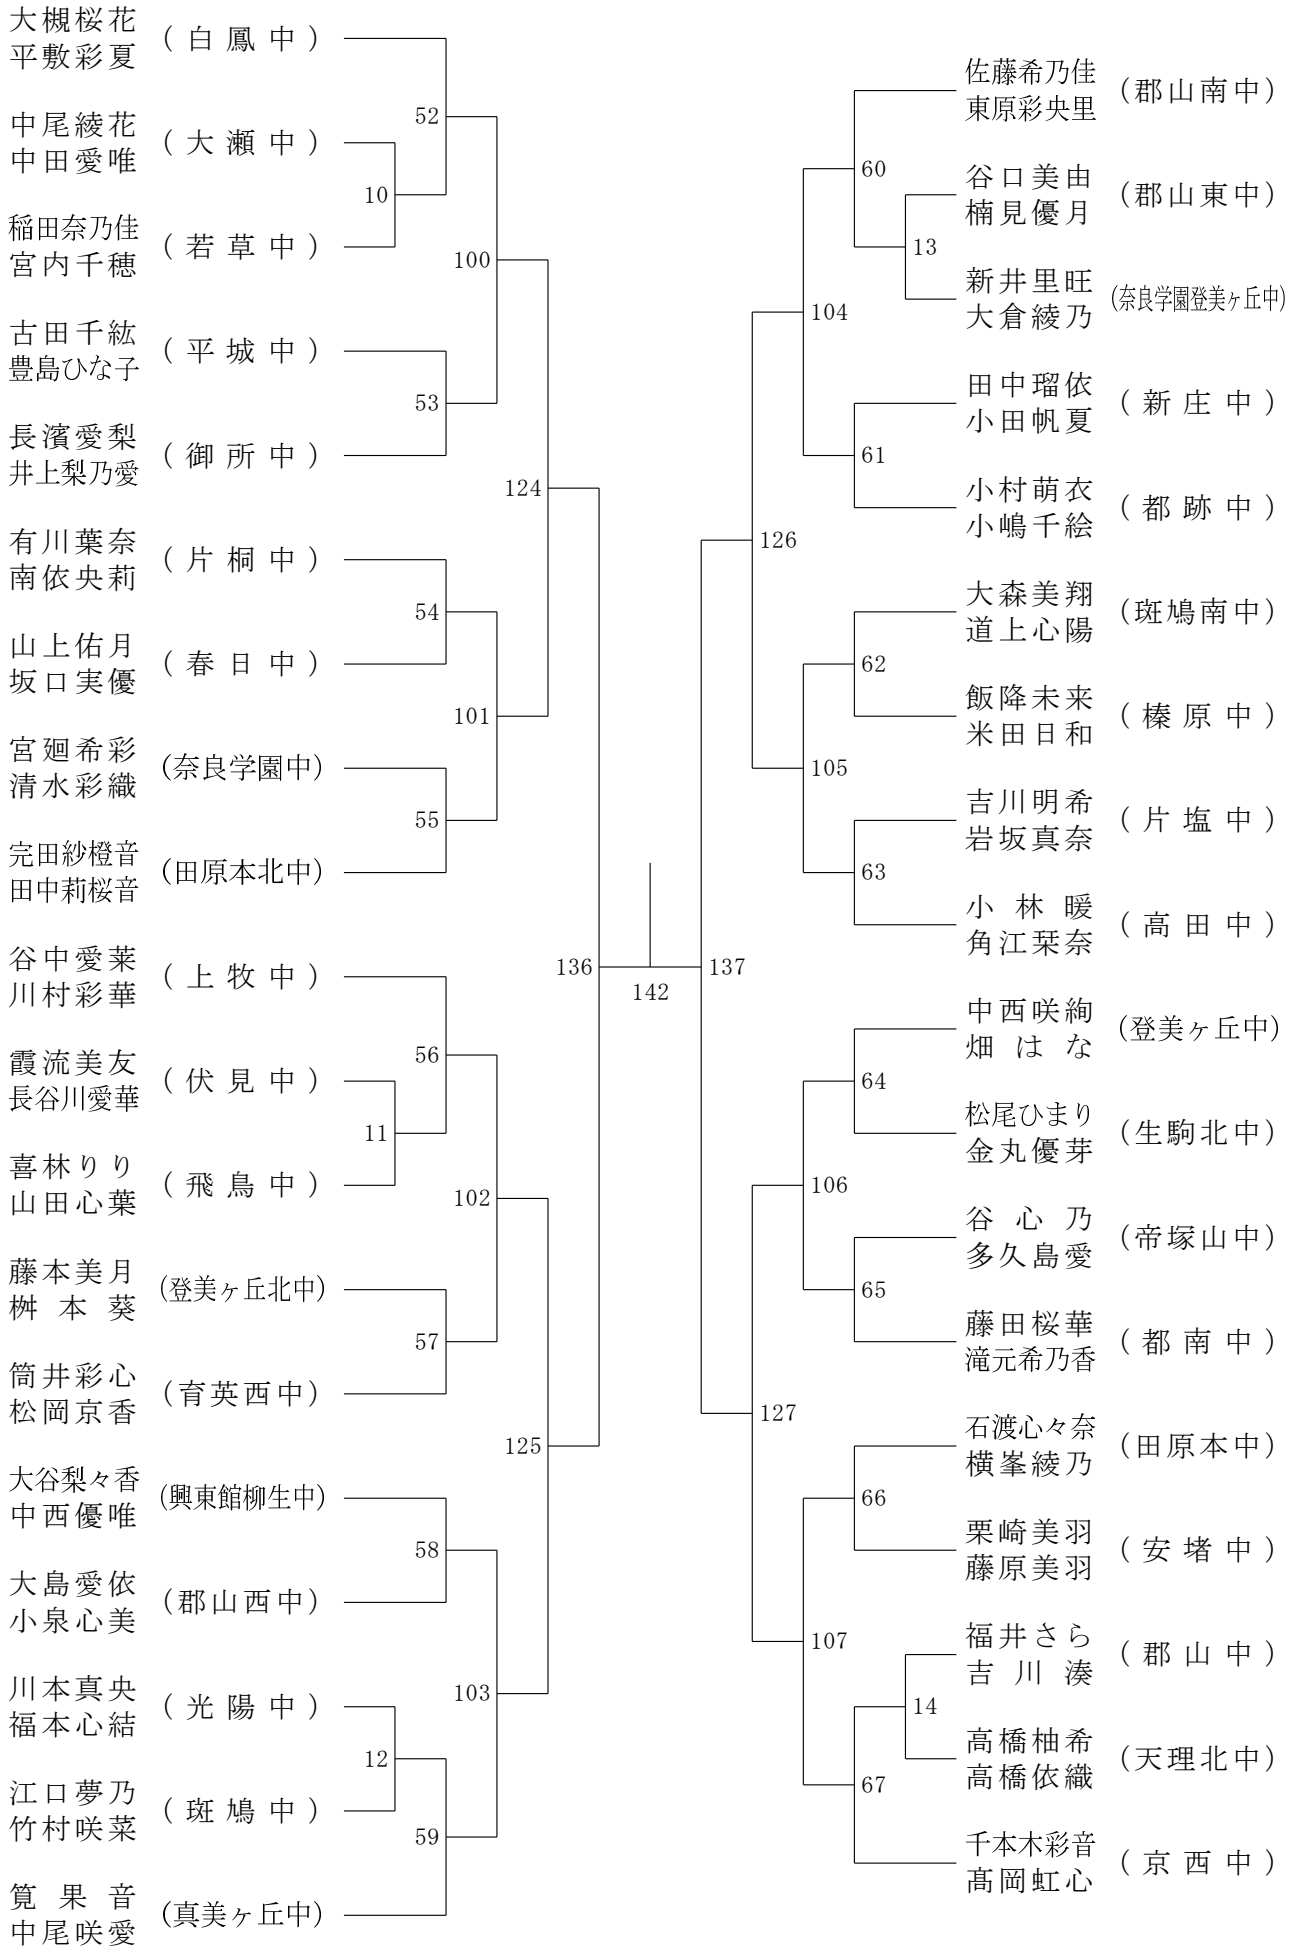 大槻桜花
平敷彩夏
(白鳳中)
中尾綾花
中田愛唯
(大瀬中)
稲田奈乃佳
宮内千穂
(若草中)
古田千紘
豊島ひな子
(平城中)
長濱愛梨
井上梨乃愛
(御所中)
有川葉奈
南依央莉
(片桐中)
山上佑月
坂口実優
(春日中)
宮廻希彩
清水彩織
(奈良学園中)
完田紗橙音
田中莉桜音
(田原本北中)
谷中愛莱
川村彩華
(上牧中)
霞流美友
長谷川愛華
(伏見中)
喜林りり
山田心葉
(飛鳥中)
藤本美月
桝本葵
(登美ヶ丘北中)
筒井彩心
松岡京香
(育英西中)
大谷梨々香
中西優唯
(興東館柳生中)
大島愛依
小泉心美
(郡山西中)
川本真央
福本心結
(光陽中)
江口夢乃
竹村咲菜
(斑鳩中)
筧果音
中尾咲愛
(真美ヶ丘中)
52
10
100
53
124
54
101
55
136
56
11
102
57
125
58
103
12
59
142
137
60
13
104
61
126
62
105
63
64
106
65
127
66
107
14
67
佐藤希乃佳
東原彩央里
(郡山南中)
谷口美由
楠見優月
(郡山東中)
新井里旺
大倉綾乃
(奈良学園登美ヶ丘中)
田中瑠依
小田帆夏
(新庄中)
小村萌衣
小嶋千絵
(都跡中)
大森美翔
道上心陽
(斑鳩南中)
飯降未来
米田日和
(榛原中)
吉川明希
岩坂真奈
(片塩中)
小林暖
角江栞奈
(高田中)
中西咲絢
畑はな
(登美ヶ丘中)
松尾ひまり
金丸優芽
(生駒北中)
谷心乃
多久島愛
(帝塚山中)
藤田桜華
滝元希乃香
(都南中)
石渡心々奈
横峯綾乃
(田原本中)
栗崎美羽
藤原美羽
(安堵中)
福井さら
吉川湊
(郡山中)
高橋柚希
高橋依織
(天理北中)
千本木彩音
髙岡虹心
(京西中)